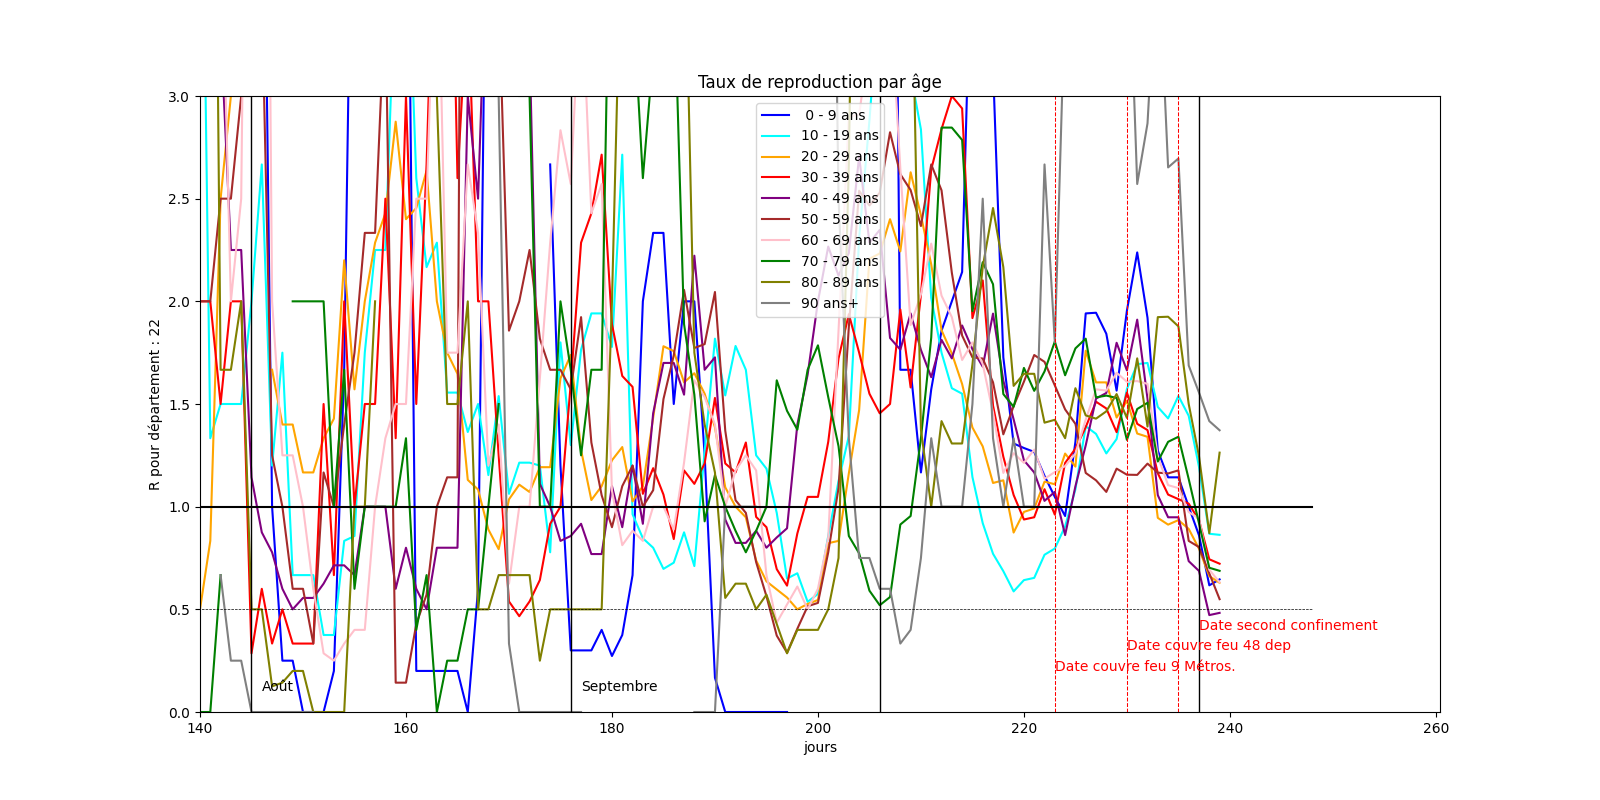 Taux de reproduction par âge
3.0
2.5
2.0
1.5
1.0
0.5
0.0
R pour département : 22
0 - 9 ans
10 - 19 ans
20 - 29 ans
30 - 39 ans
40 - 49 ans
50 - 59 ans
60 - 69 ans
70 - 79 ans
80 - 89 ans
90 ans+
Date second confinement
Date couvre feu 48 dep
Date couvre feu 9 Métros.
Août
Septembre
140
160
180
200
220
240
260
jours